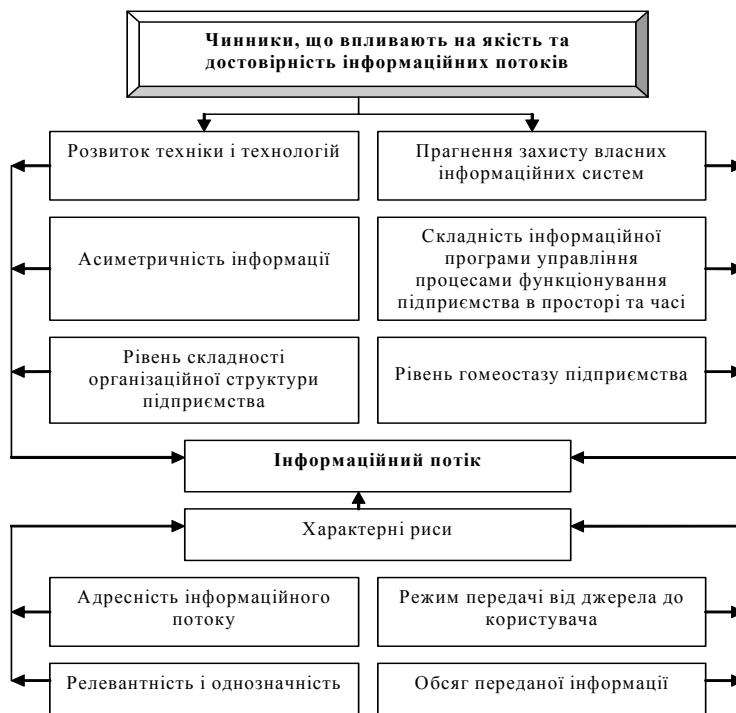 Чинники, що впливають на якість та
достовірність інформаційних потоків
Розвиток техніки і технологій
Прагнення захисту власних
інформаційних систем
Асиметричність інформації
Складність інформаційної
програми управління
процесами функціонування
підприємства в просторі та часі
Рівень складності
організаційної структури
підприємства
Рівень гомеостазу підприємства
Інформаційний потік
Характерні риси
Адресність інформаційного
потоку
Режим передачі від джерела до
користувача
Релевантність і однозначність
Обсяг переданої інформації